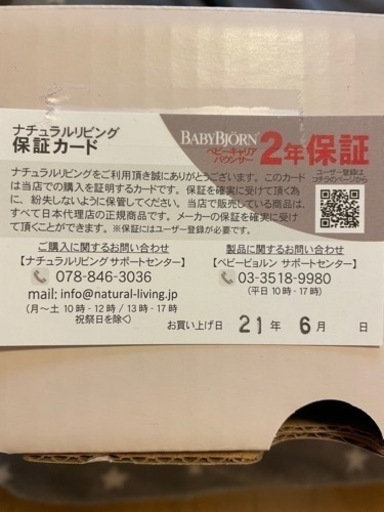 ナチュラルリビング
保証カード
BABYBJÖRN®
ベビーキャリア
バウンサー
2年保証
ナチュラルリビングをご利用頂き誠にありがとうございます。このカード
は当店での購入を証明するカードです。保証を確実に受けて頂く為
に、紛失しないように保管してください。当店で販売している商品は、
すべて日本代理店の正規商品です。メーカーの保証を確実に受け
て頂くことができます。※保証にはユーザー登録が必要です。
ユーザー登録は
コチラのページから
ご購入に関するお問い合わせ
【ナチュラルリビング サポートセンター】
078-846-3036
mail: info@natural-living.jp
(月～土 10時-12時/13時-17時
祝祭日を除く)
製品に関するお問い合わせ
【ベビービョルン サポートセンター】
03-3518-9980
(平日10時-17時)
お買い上げ日 21年 6月 日